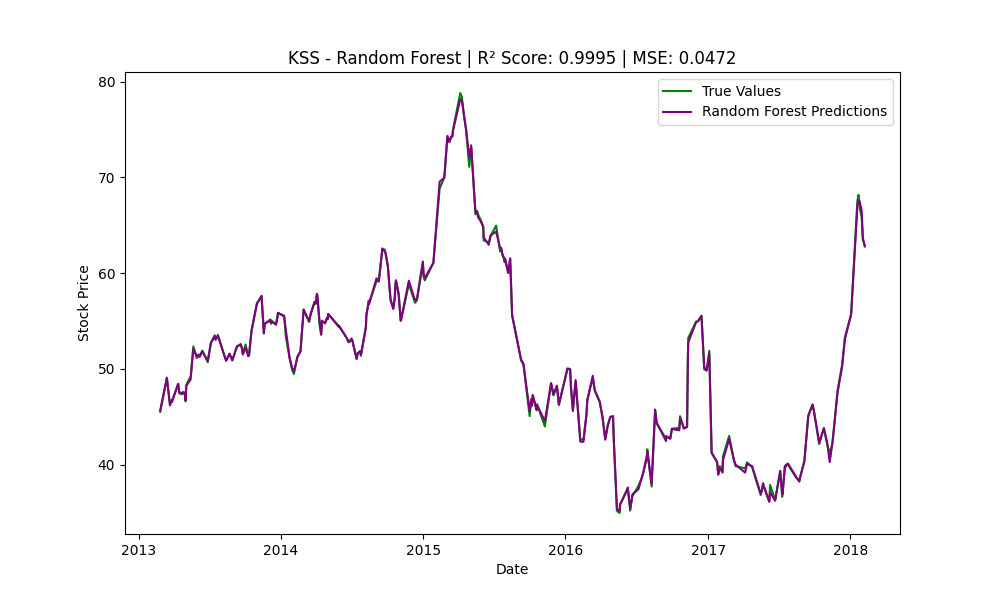 KSS - Random Forest | R² Score: 0.9995 | MSE: 0.0472
True Values
Random Forest Predictions
80
70
60
50
40
Stock Price
2013 2014 2015 2016 2017 2018
Date